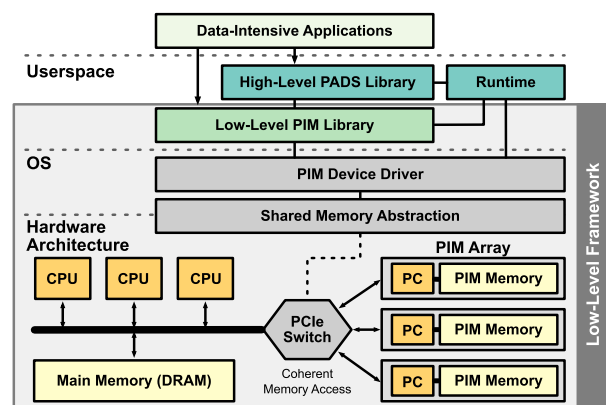 Data-Intensive Applications
Userspace
High-Level PADS Library
Runtime
Low-Level PIM Library
OS
PIM Device Driver
Shared Memory Abstraction
Hardware
Architecture
PIM Array
CPU
CPU
CPU
PC
PIM Memory
PCIe
Switch
PC
PIM Memory
Main Memory (DRAM)
Coherent
Memory Access
PC
PIM Memory
Low-Level Framework